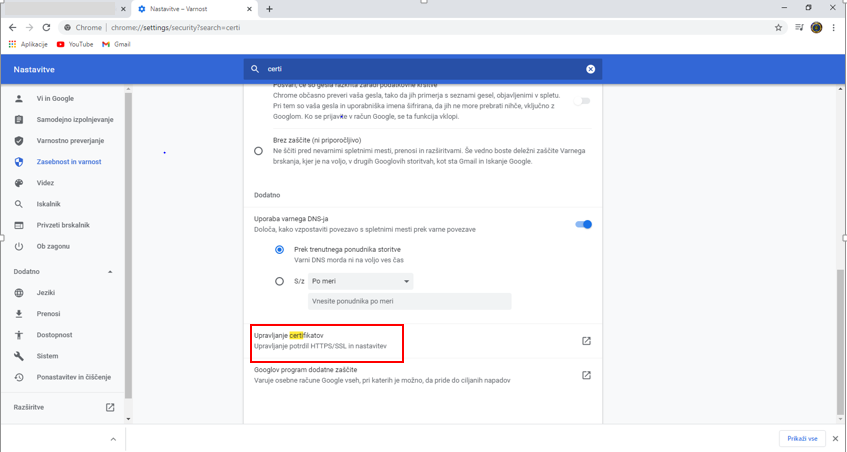 Nastavitve – Varnost
Chrome | chrome://settings/security?search=certi
Aplikacije YouTube Gmail
Nastavitve
certi
Vi in Google
Samodejno izpolnjevanje
Varnostno preverjanje
Zasebnost in varnost
Videz
Iskalnik
Privzeti brskalnik
Ob zagonu
Dodatno
Jeziki
Prenosi
Dostopnost
Sistem
Ponastavitev in čiščenje
Razširitve
Posvari, če so gesla razkrita zaradi podatkovne kršitve
Chrome občasno preveri vaša gesla, tako da jih primerja s seznami gesel, objavljenimi v spletu.
Pri tem so vaša gesla in uporabniška imena šifrirana, da jih ne more prebrati nihče, vključno z
Googlom. Ko se prijavite v račun Google, se ta funkcija vklopi.
Brez zaščite (ni priporočljivo)
Ne ščiti pred nevarnimi spletnimi mesti, prenosi in razširitvami. Še vedno boste deležni zaščite Varnega
brskanja, kjer je na voljo, v drugih Googlovih storitvah, kot sta Gmail in Iskanje Google.
Dodatno
Uporaba varnega DNS-ja
Določa, kako vzpostaviti povezavo s spletnimi mesti prek varne povezave
Prek trenutnega ponudnika storitve
Varni DNS morda ni na voljo ves čas
S/z Po meri
Vnesite ponudnika po meri
Upravljanje certifikatov
Upravljanje potrdil HTTPS/SSL in nastavitev
Googlov program dodatne zaščite
Varuje osebne račune Google vseh, pri katerih je možno, da pride do ciljanih napadov
Prikaži vse